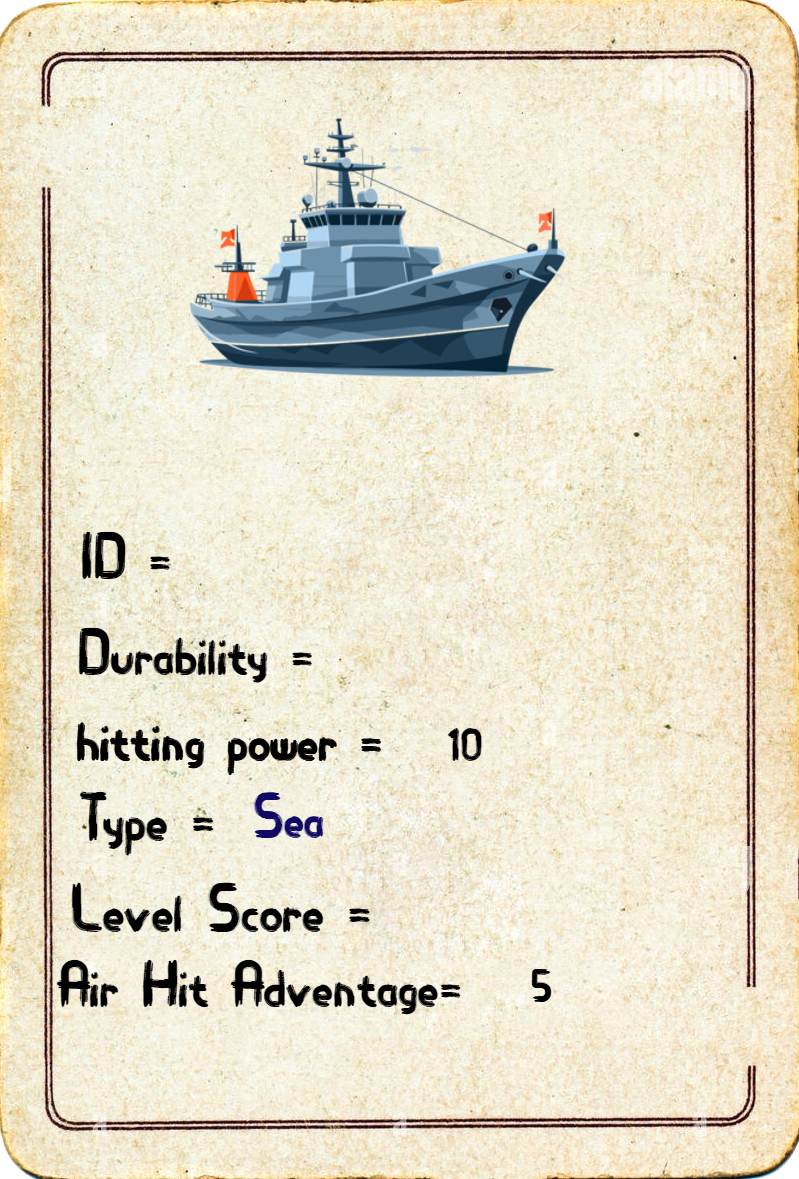 ID =
Durability =
hitting power = 10
Type = Sea
Level Score =
Air Hit Adventage= 5